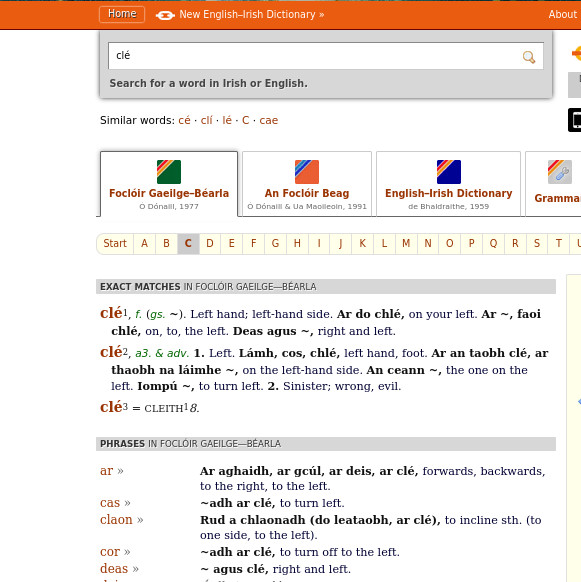 Home New English–Irish Dictionary » About
clé
Search for a word in Irish or English.
Similar words: cé · clí · lé · C · cae
Foclóir Gaeilge–Béarla An Foclóir Beag English–Irish Dictionary Gramma
Ó Dónaill, 1977 Ó Dónaill & Ua Maoileoin, 1991 de Bhaldraithe, 1959
Start A B C D E F G H I J K L M N O P Q R S T U
EXACT MATCHES IN FOCLÓIR GAEILGE—BÉARLA
clé1, f. (gs. ~). Left hand; left-hand side. Ar do chlé, on your left. Ar ~, faoi
chlé, on, to, the left. Deas agus ~, right and left.
clé2, a3. & adv. 1. Left. Lámh, cos, chlé, left hand, foot. Ar an taobh clé, ar
thaobh na láimhe ~, on the left-hand side. An ceann ~, the one on the
left. Iompú ~, to turn left. 2. Sinister; wrong, evil.
clé3 = CLEITH18.
PHRASES IN FOCLÓIR GAEILGE—BÉARLA
ar » Ar aghaidh, ar gcúl, ar deis, ar clé, forwards, backwards,
to the right, to the left.
cas » ~adh ar clé, to turn left.
claon » Rud a chlaonadh (do leataobh, ar clé), to incline sth. (to
one side, to the left).
cor » ~adh ar clé, to turn off to the left.
deas » ~ agus clé, right and left.